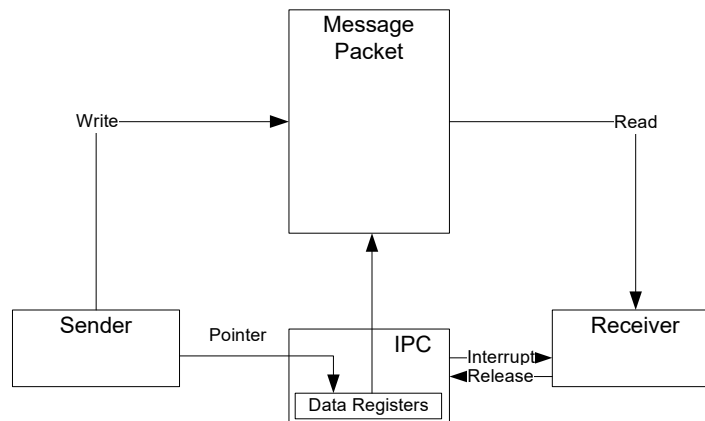 Message
Packet
Write
Read
Sender
Pointer
IPC
Receiver
Interrupt
Release
Data Registers